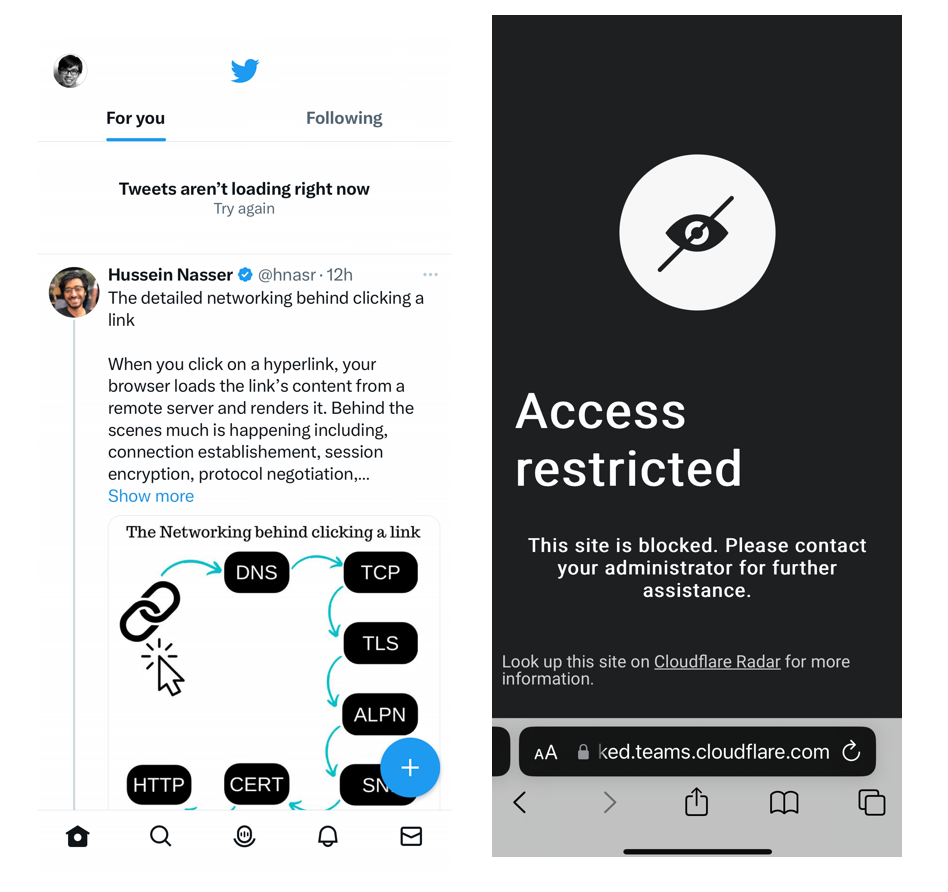 For you
Following
Tweets aren’t loading right now
Try again
Hussein Nasser @hnasr · 12h
The detailed networking behind clicking a
link
When you click on a hyperlink, your
browser loads the link’s content from a
remote server and renders it. Behind the
scenes much is happening including,
connection establishement, session
encryption, protocol negotiation,...
Show more
The Networking behind clicking a link
DNS
TCP
TLS
ALPN
HTTP
CERT
Access
restricted
This site is blocked. Please contact
your administrator for further
assistance.
Look up this site on Cloudflare Radar for more
information.
AA ked.teams.cloudflare.com